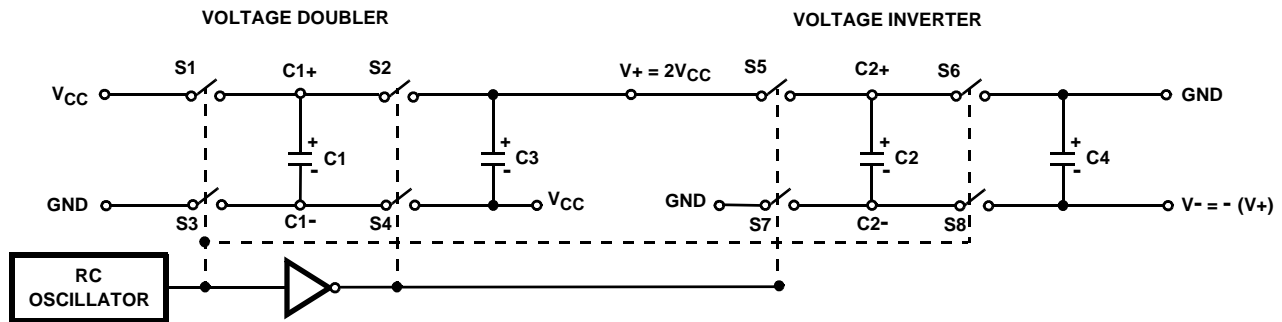 VOLTAGE DOUBLER
VOLTAGE INVERTER
S1
C1+
S2
V+ = 2VCC
S5
C2+
S6
VCC
GND
+
C1
-
+
C3
-
+
C2
-
+
C4
-
GND
S3
C1-
S4
VCC
GND
S7
C2-
S8
V- = - (V+)
RC
OSCILLATOR